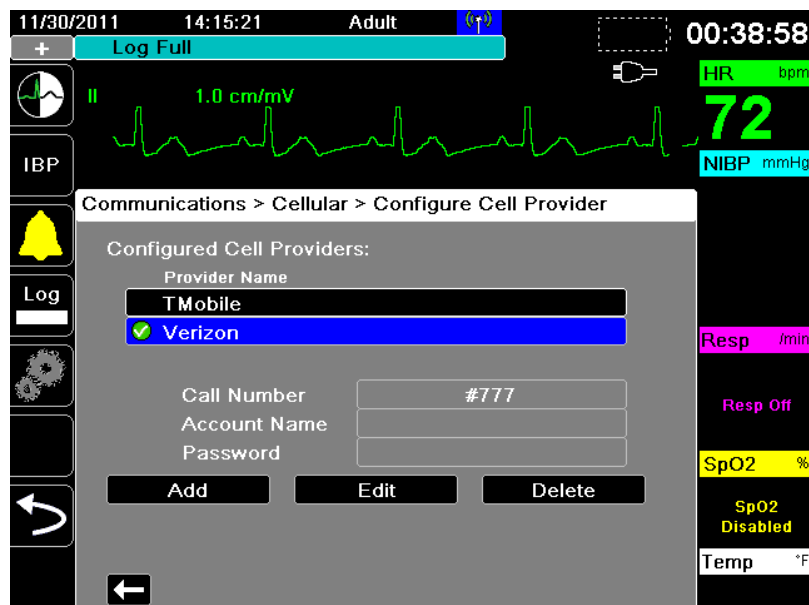 11/30/2011 14:15:21 Adult
00:38:58
+ Log Full
HR bpm
II 1.0 cm/mV
72
IBP
NIBP mmHg
Communications > Cellular > Configure Cell Provider
Configured Cell Providers:
Provider Name
Log
TMobile
Verizon
Resp /min
Call Number #777
Resp Off
Account Name
Password
SpO2 %
Add Edit Delete
SpO2
Disabled
Temp °F